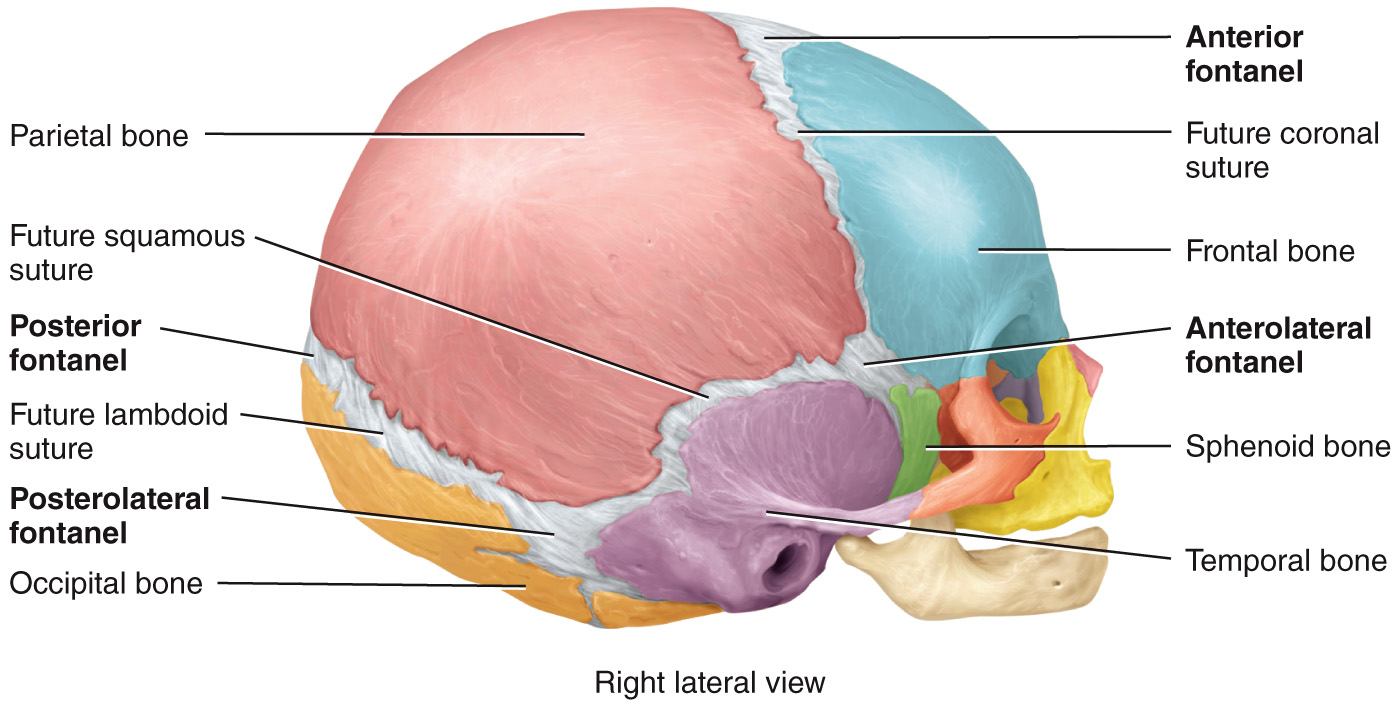 Parietal bone
Future squamous
suture
Posterior
fontanel
Future lambdoid
suture
Posterolateral
fontanel
Occipital bone
Anterior
fontanel
Future coronal
suture
Frontal bone
Anterolateral
fontanel
Sphenoid bone
Temporal bone
Right lateral view